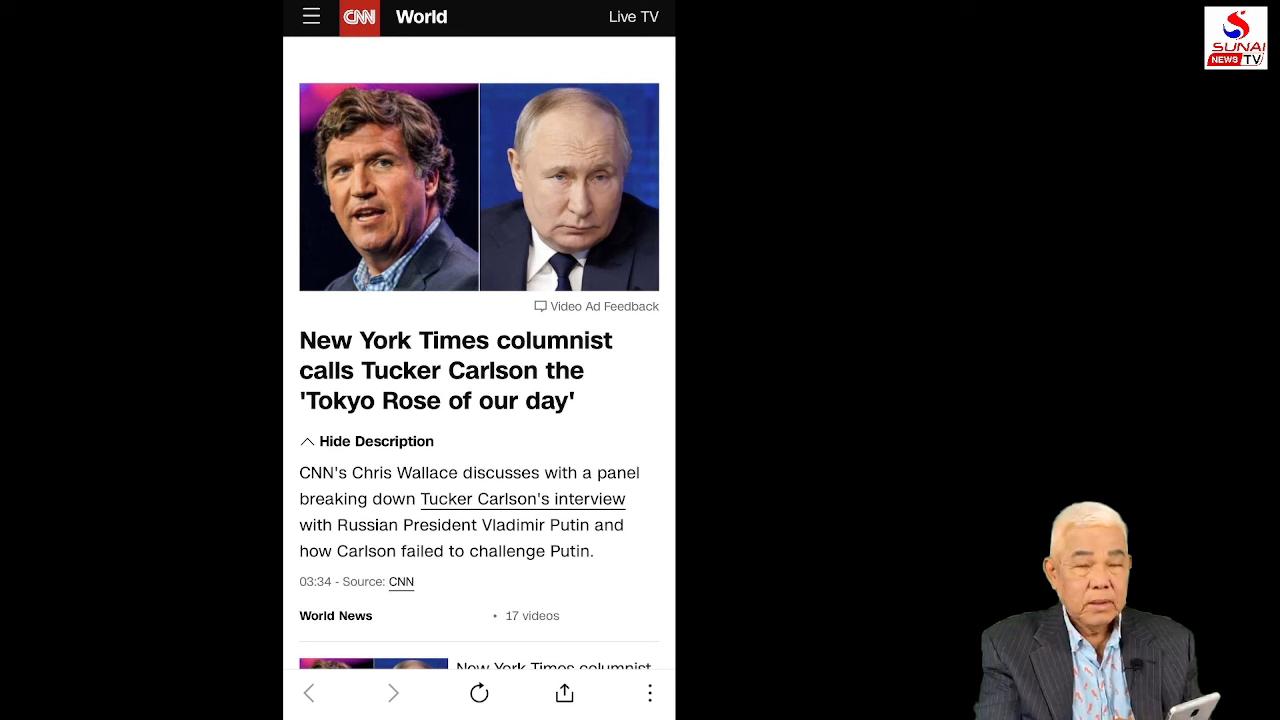 CNN World Live TV
SUNAI
NEWS TV
Video Ad Feedback
New York Times columnist
calls Tucker Carlson the
'Tokyo Rose of our day'
Hide Description
CNN's Chris Wallace discusses with a panel
breaking down Tucker Carlson's interview
with Russian President Vladimir Putin and
how Carlson failed to challenge Putin.
03:34 - Source: CNN
World News • 17 videos
New York Times columnist